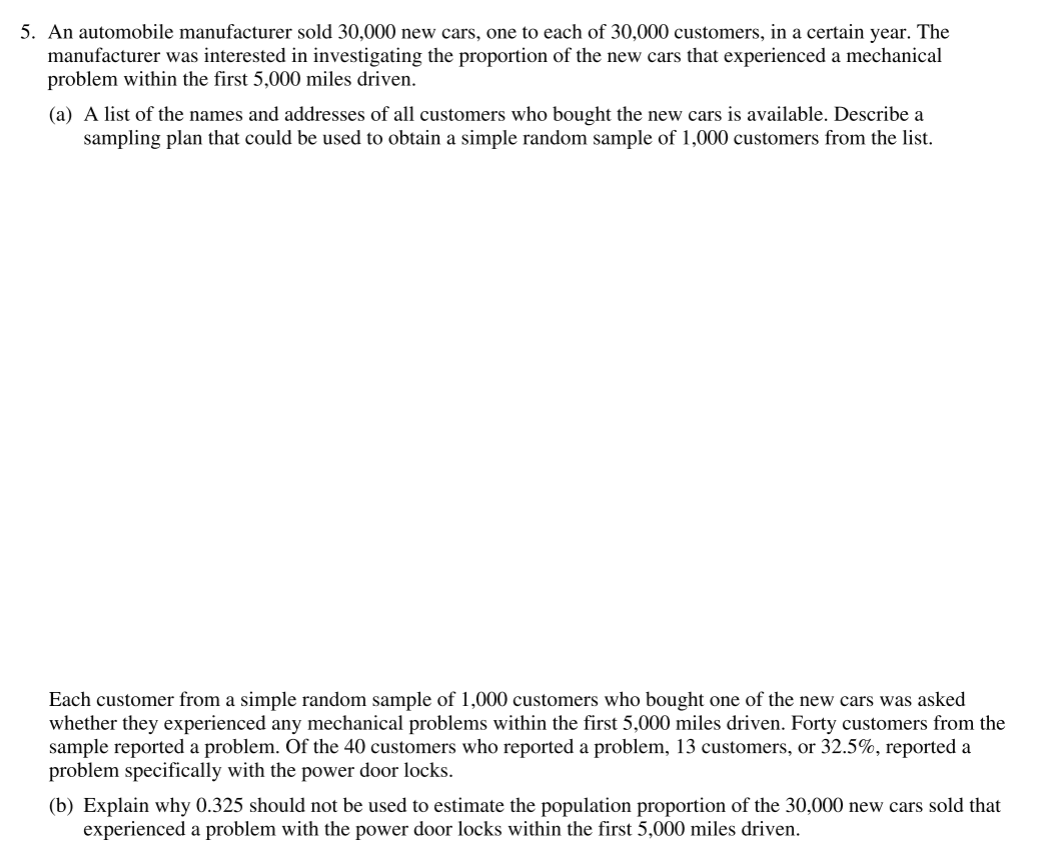 5. An automobile manufacturer sold 30,000 new cars, one to each of 30,000 customers, in a certain year. The
manufacturer was interested in investigating the proportion of the new cars that experienced a mechanical
problem within the first 5,000 miles driven.
(a) A list of the names and addresses of all customers who bought the new cars is available. Describe a
sampling plan that could be used to obtain a simple random sample of 1,000 customers from the list.
Each customer from a simple random sample of 1,000 customers who bought one of the new cars was asked
whether they experienced any mechanical problems within the first 5,000 miles driven. Forty customers from the
sample reported a problem. Of the 40 customers who reported a problem, 13 customers, or 32.5%, reported a
problem specifically with the power door locks.
(b) Explain why 0.325 should not be used to estimate the population proportion of the 30,000 new cars sold that
experienced a problem with the power door locks within the first 5,000 miles driven.